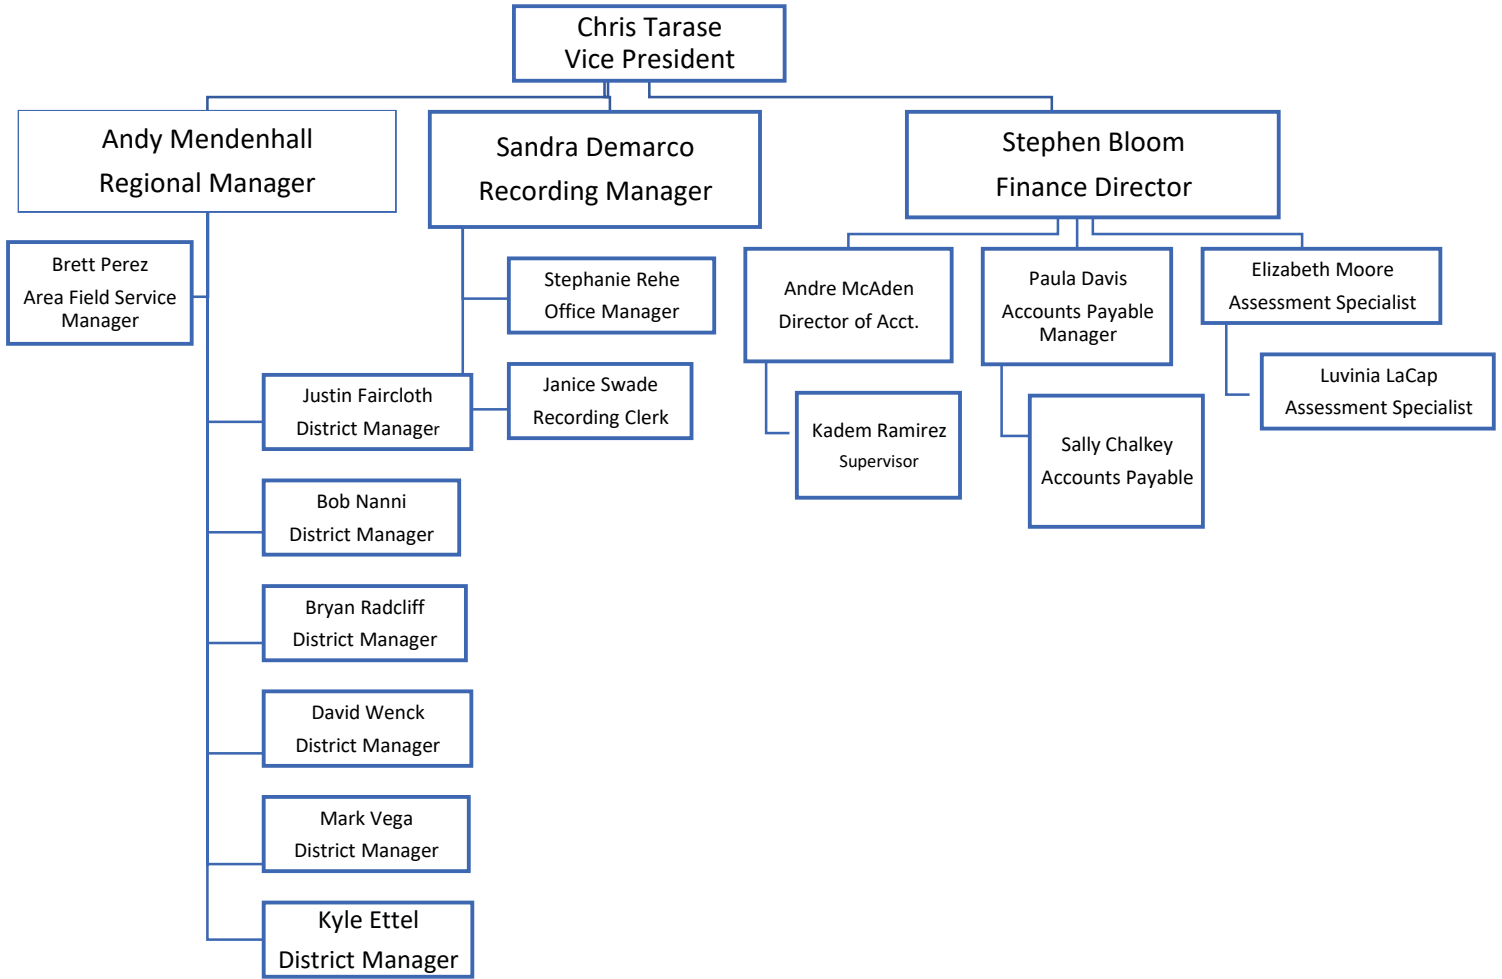 Chris Tarase
Vice President
Andy Mendenhall
Regional Manager
Sandra Demarco
Recording Manager
Stephen Bloom
Finance Director
Brett Perez
Area Field Service
Manager
Stephanie Rehe
Office Manager
Andre McAden
Director of Acct.
Paula Davis
Accounts Payable
Manager
Elizabeth Moore
Assessment Specialist
Justin Faircloth
District Manager
Janice Swade
Recording Clerk
Kadem Ramirez
Supervisor
Sally Chalkey
Accounts Payable
Luvinia LaCap
Assessment Specialist
Bob Nanni
District Manager
Bryan Radcliff
District Manager
David Wenck
District Manager
Mark Vega
District Manager
Kyle Ettel
District Manager